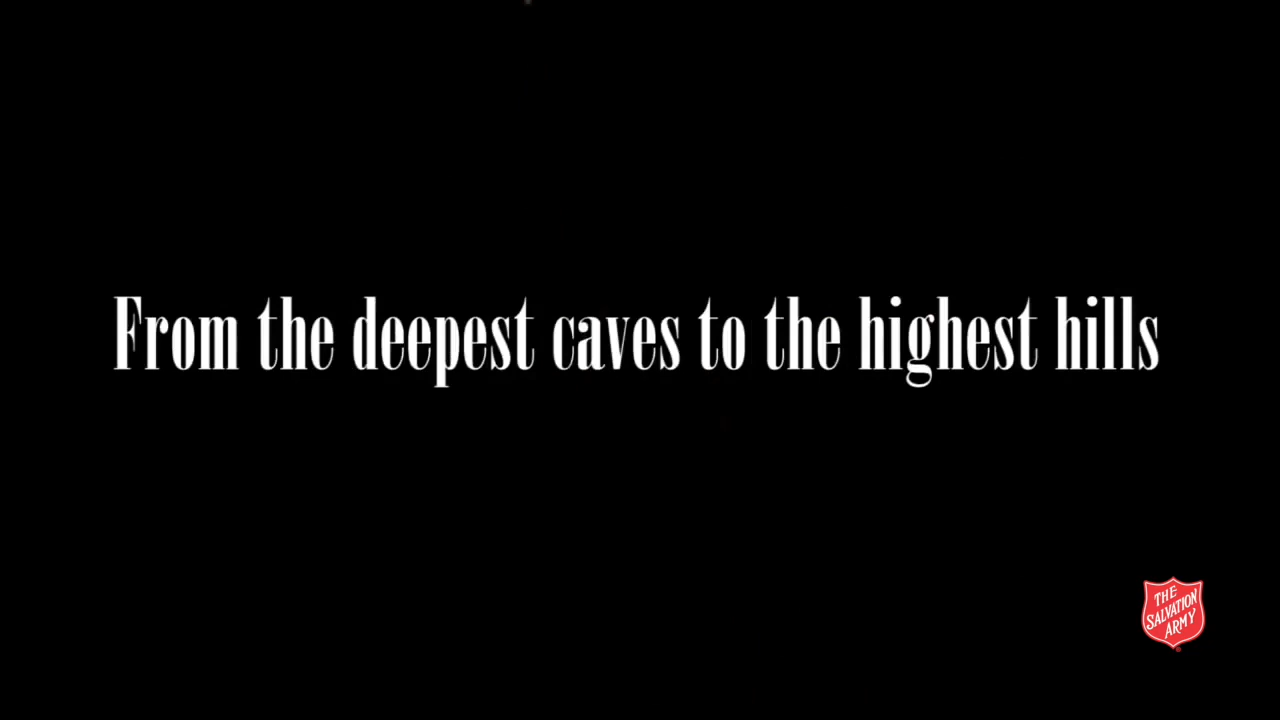 From the deepest caves to the highest hills
THE
SALVATION
ARMY